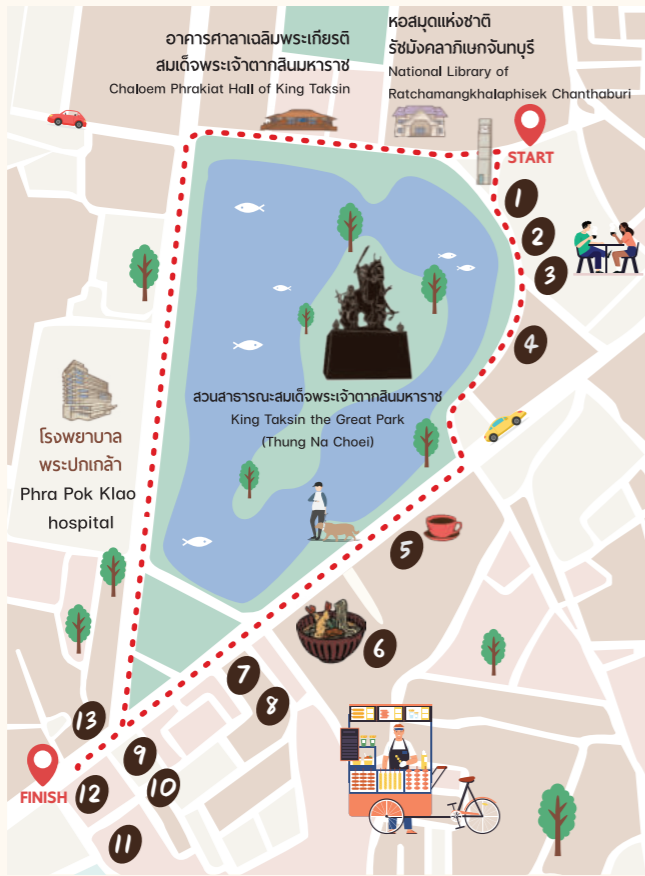 อาคารศาลาเฉลิมพระเกียรติ
สมเด็จพระเจ้าตากสินมหาราช
Chaloem Phrakiat Hall of King Taksin
หอสมุดแห่งชาติ
รัชมังคลาภิเษกจันทบุรี
National Library of
Ratchamangkhalaphisek Chanthaburi
START
1
2
3
4
สวนสาธารณะสมเด็จพระเจ้าตากสินมหาราช
King Taksin the Great Park
(Thung Na Choei)
โรงพยาบาล
พระปกเกล้า
Phra Pok Klao
hospital
5
6
7
8
13
9
10
FINISH
12
11